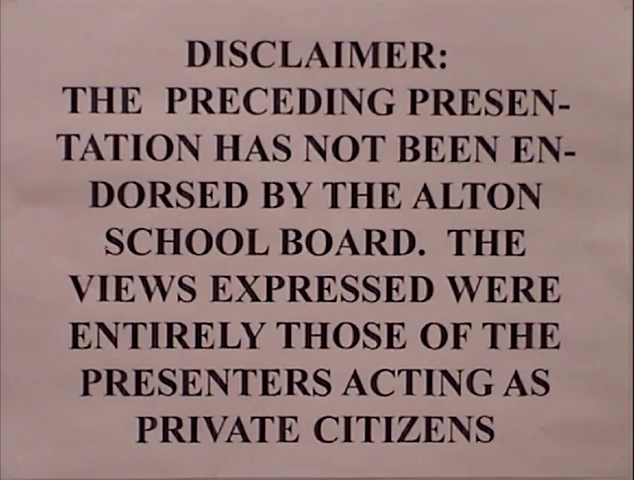 DISCLAIMER:
THE PRECEDING PRESEN-
TATION HAS NOT BEEN EN-
DORSED BY THE ALTON
SCHOOL BOARD. THE
VIEWS EXPRESSED WERE
ENTIRELY THOSE OF THE
PRESENTERS ACTING AS
PRIVATE CITIZENS